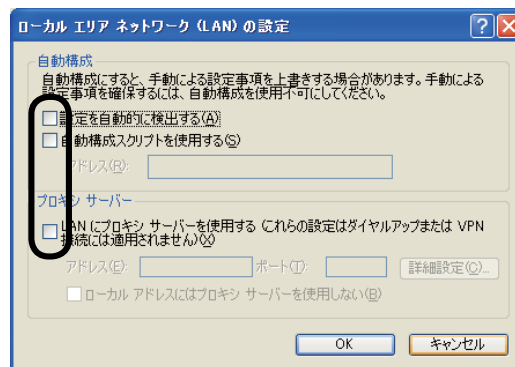 ローカル エリア ネットワーク (LAN) の設定
自動構成
自動構成にすると、手動による設定事項を上書きする場合があります。手動による
設定事項を確保するには、自動構成を使用不可にしてください。
設定を自動的に検出する(A)
自動構成スクリプトを使用する(S)
アドレス(R):
プロキシ サーバー
LAN にプロキシ サーバーを使用する (これらの設定はダイヤルアップまたは VPN
接続には適用されません)(X)
アドレス(E):
ポート(T):
詳細設定(C)...
ローカル アドレスにはプロキシ サーバーを使用しない(B)
OK
キャンセル